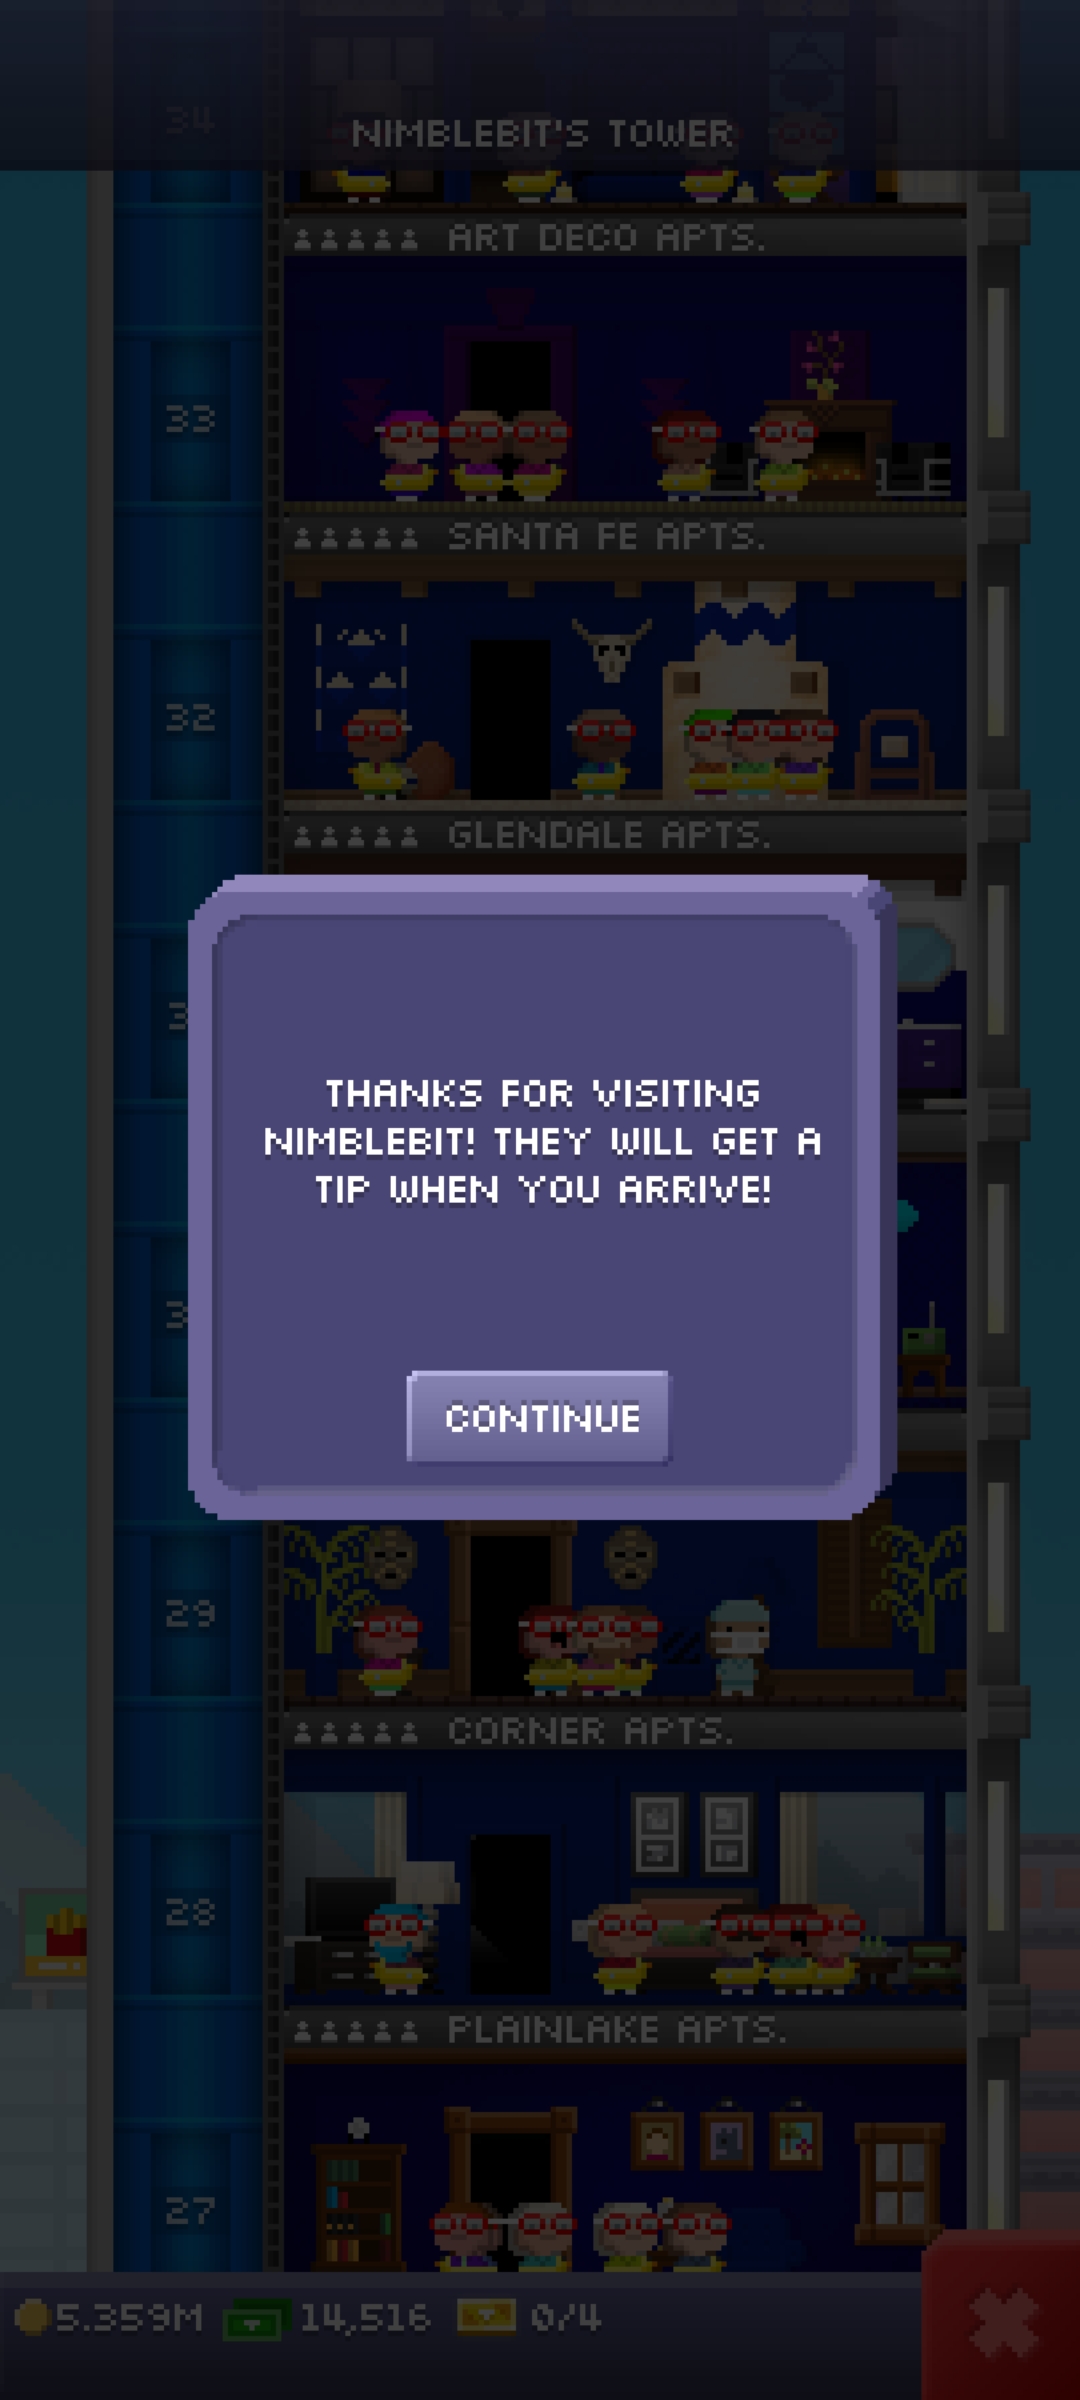 34
NIMBLEBIT'S TOWER
ART DECO APTS.
33
SANTA FE APTS.
32
GLENDALE APTS.
THANKS FOR VISITING
NIMBLEBIT! THEY WILL GET A
TIP WHEN YOU ARRIVE!
CONTINUE
29
CORNER APTS.
28
PLAINLAKE APTS.
27
5.359M 14,516 0/4